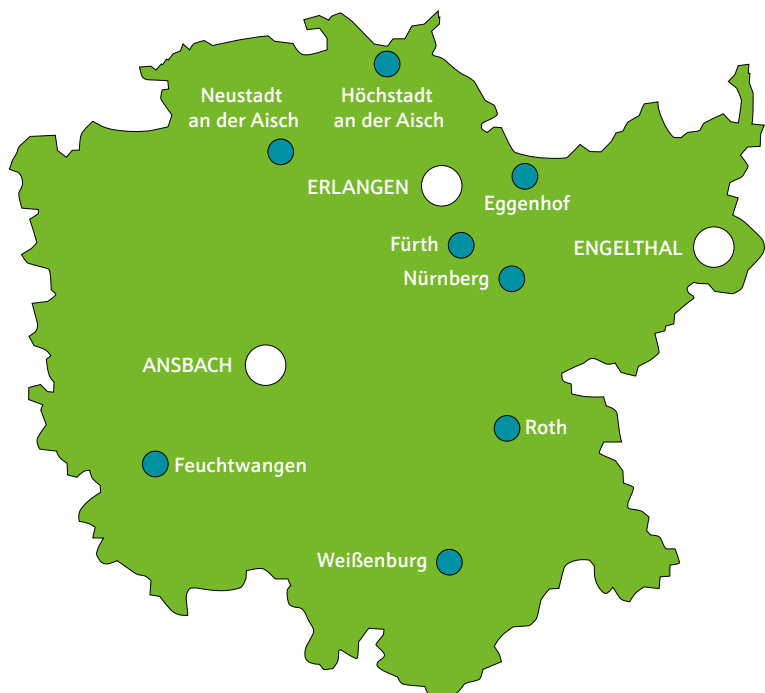 Neustadt
an der Aisch
Höchstadt
an der Aisch
ERLANGEN
Eggenhof
Fürth
ENGELTHAL
Nürnberg
ANSBACH
Roth
Feuchtwangen
Weißenburg